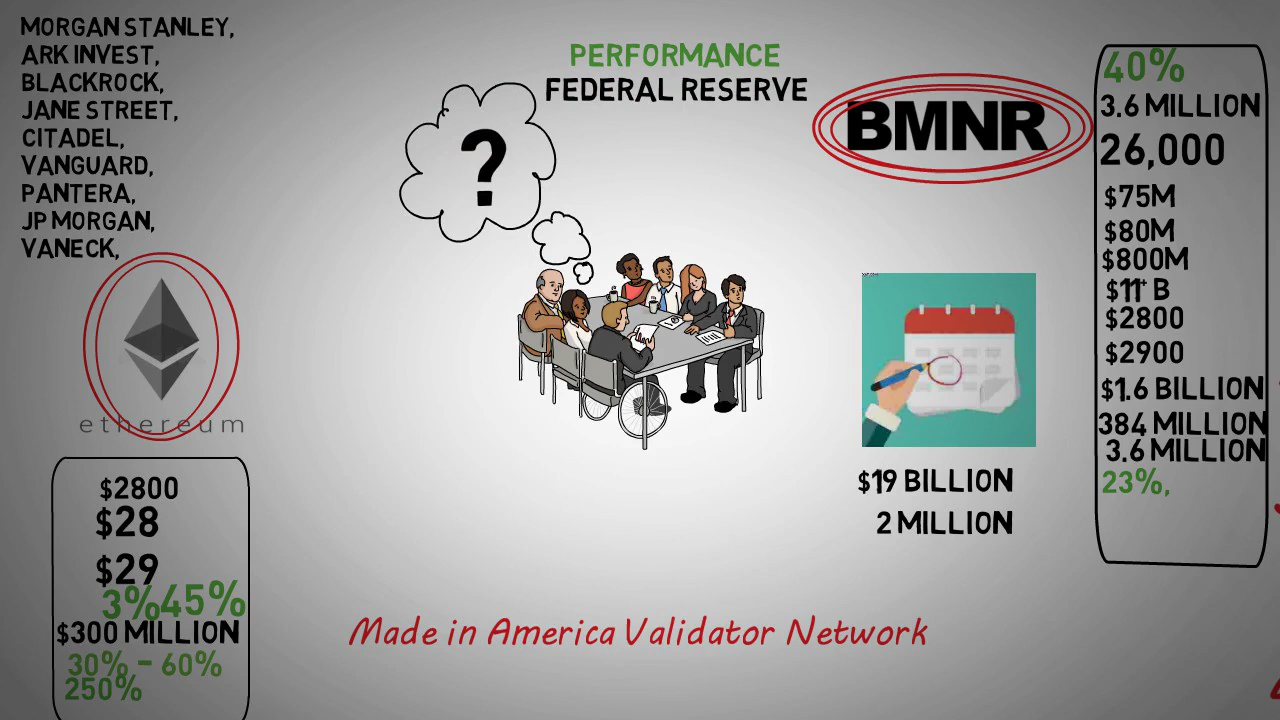 MORGAN STANLEY,
ARK INVEST,
BLACKROCK,
JANE STREET,
CITADEL,
VANGUARD,
PANTERA,
JP MORGAN,
VANECK,
ethereum
$2800
$28
$29
3% 45%
$300 MILLION
30% - 60%
250%
PERFORMANCE
FEDERAL RESERVE
?
BMNR
$19 BILLION
2 MILLION
Made in America Validator Network
40%
3.6 MILLION
26,000
$75M
$80M
$800M
$11+ B
$2800
$2900
$1.6 BILLION
384 MILLION
3.6 MILLION
23%,